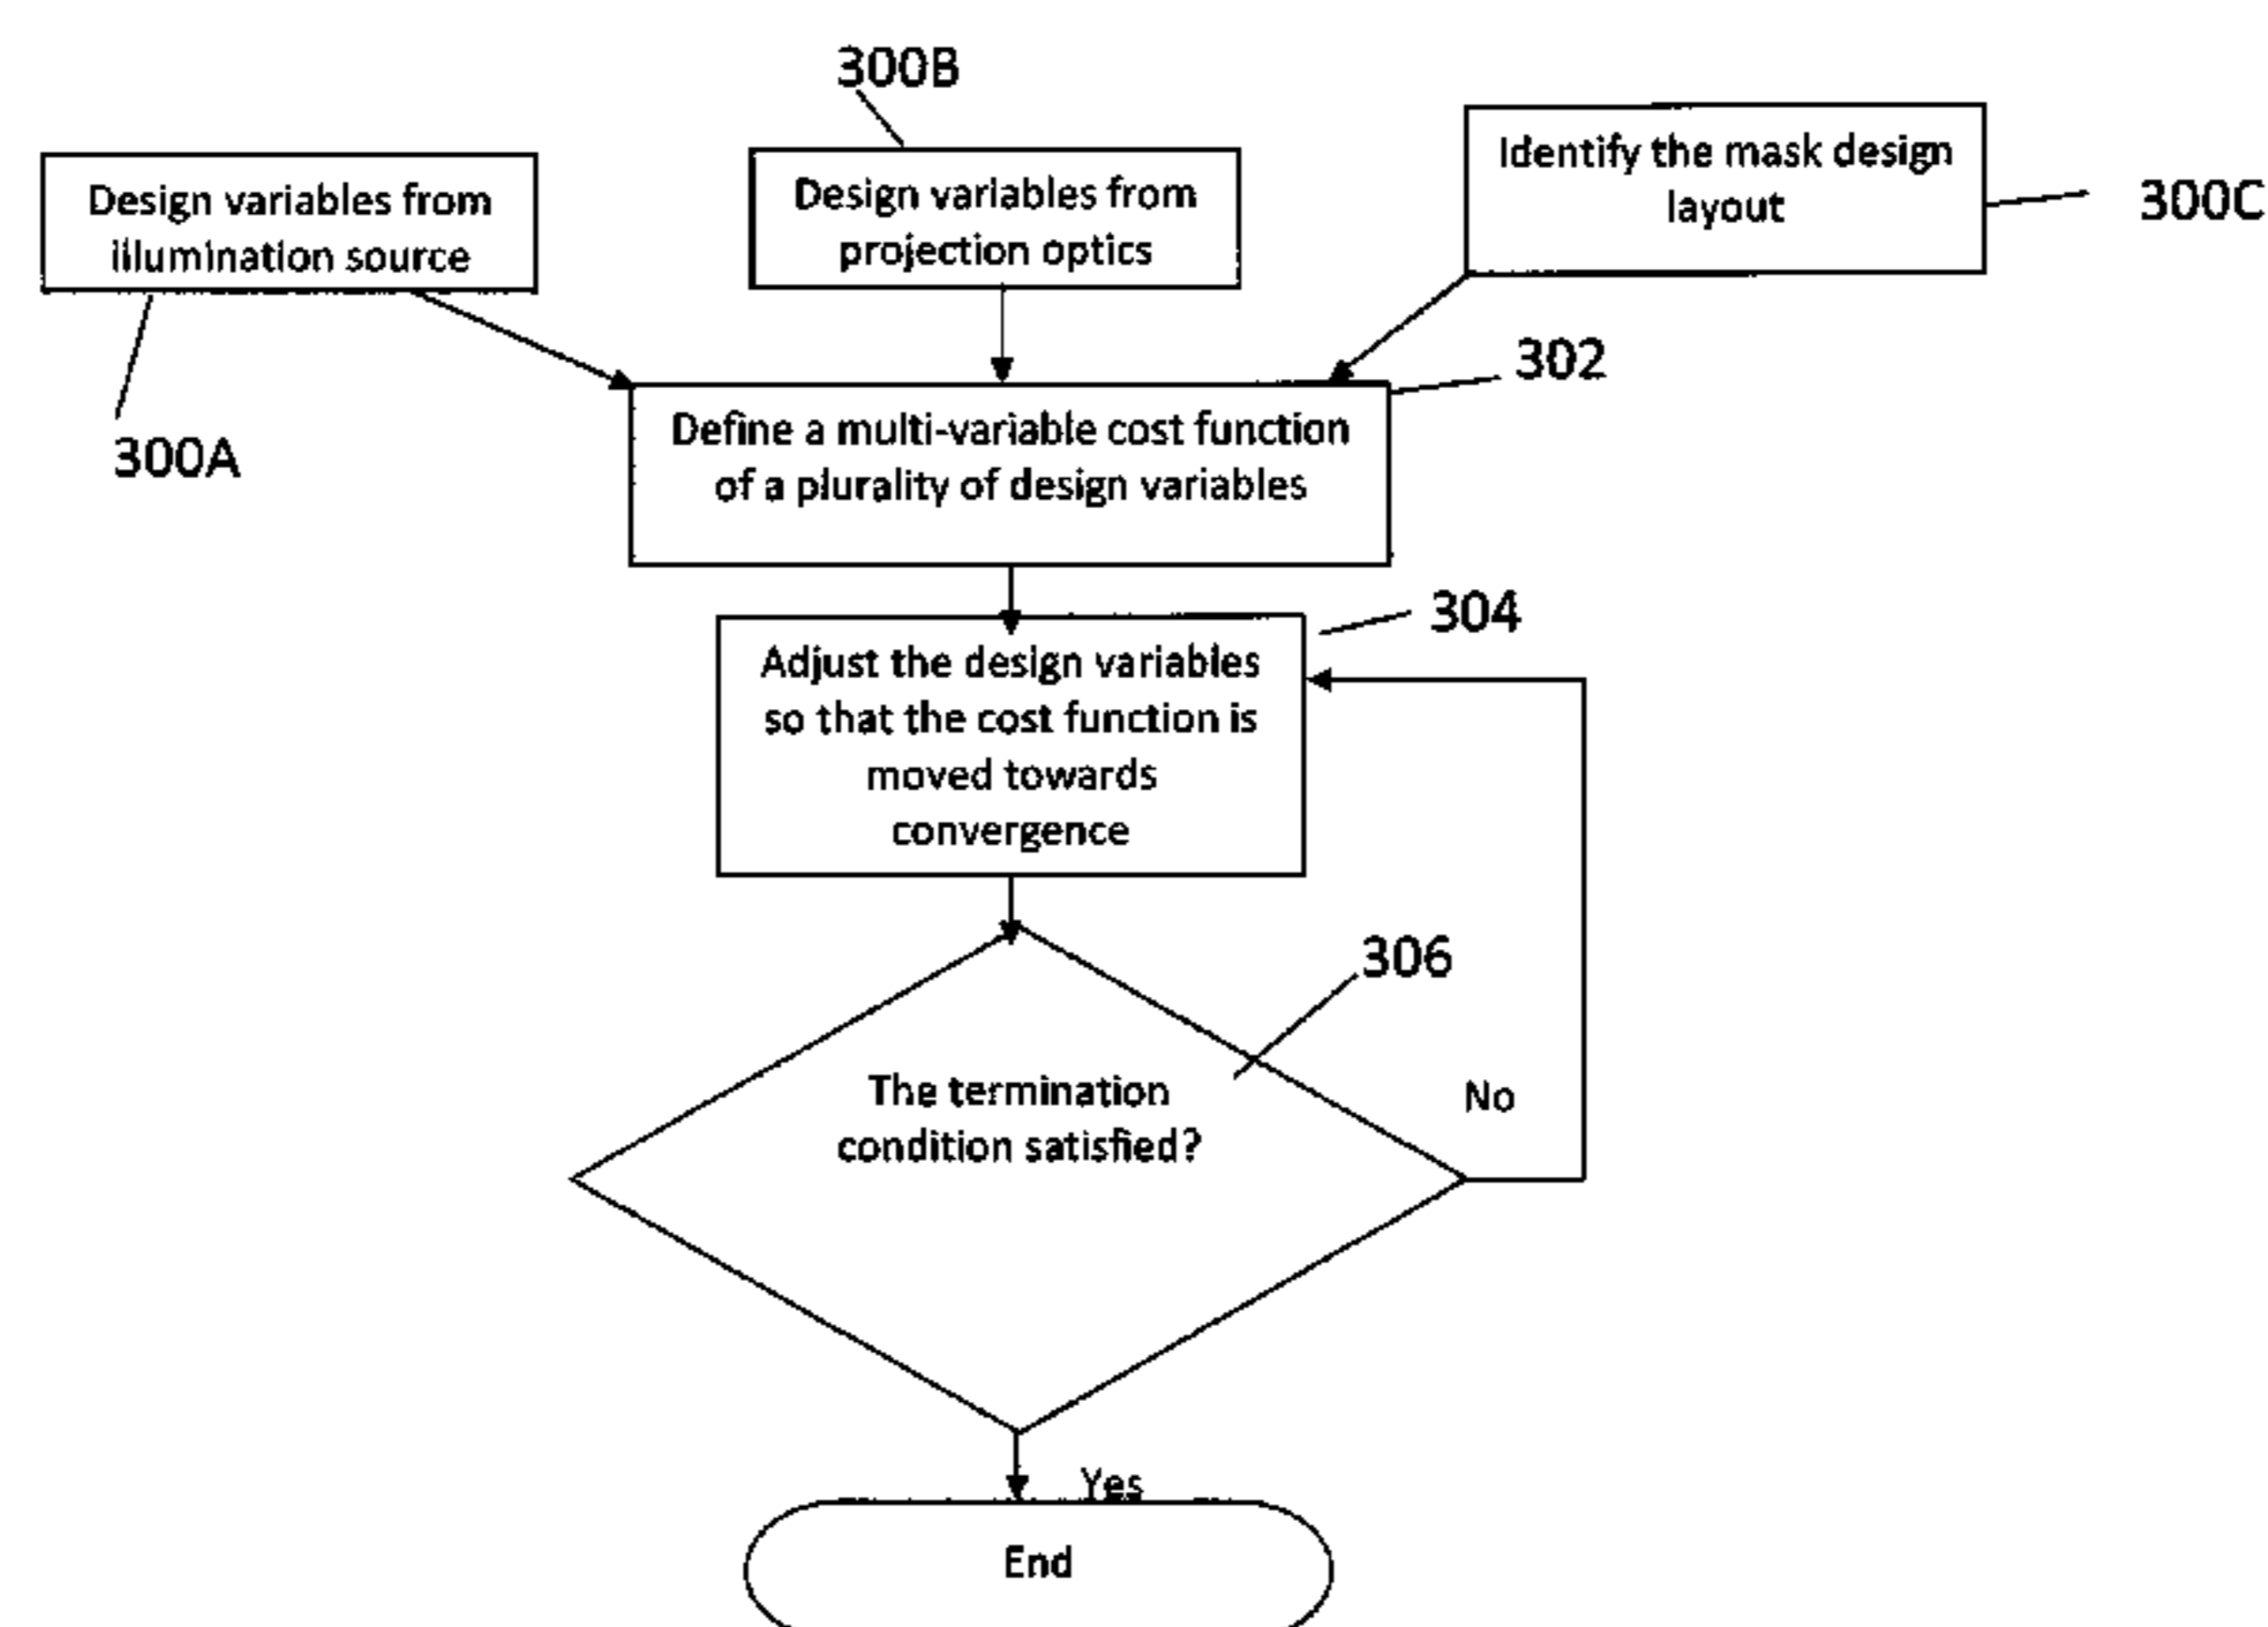 300B
Design variables from
illumination source
Design variables from
projection optics
Identify the mask design
layout
300C
300A
302
Define a multi-variable cost function
of a plurality of design variables
304
Adjust the design variables
so that the cost function is
moved towards
convergence
306
The termination
condition satisfied?
No
Yes
End